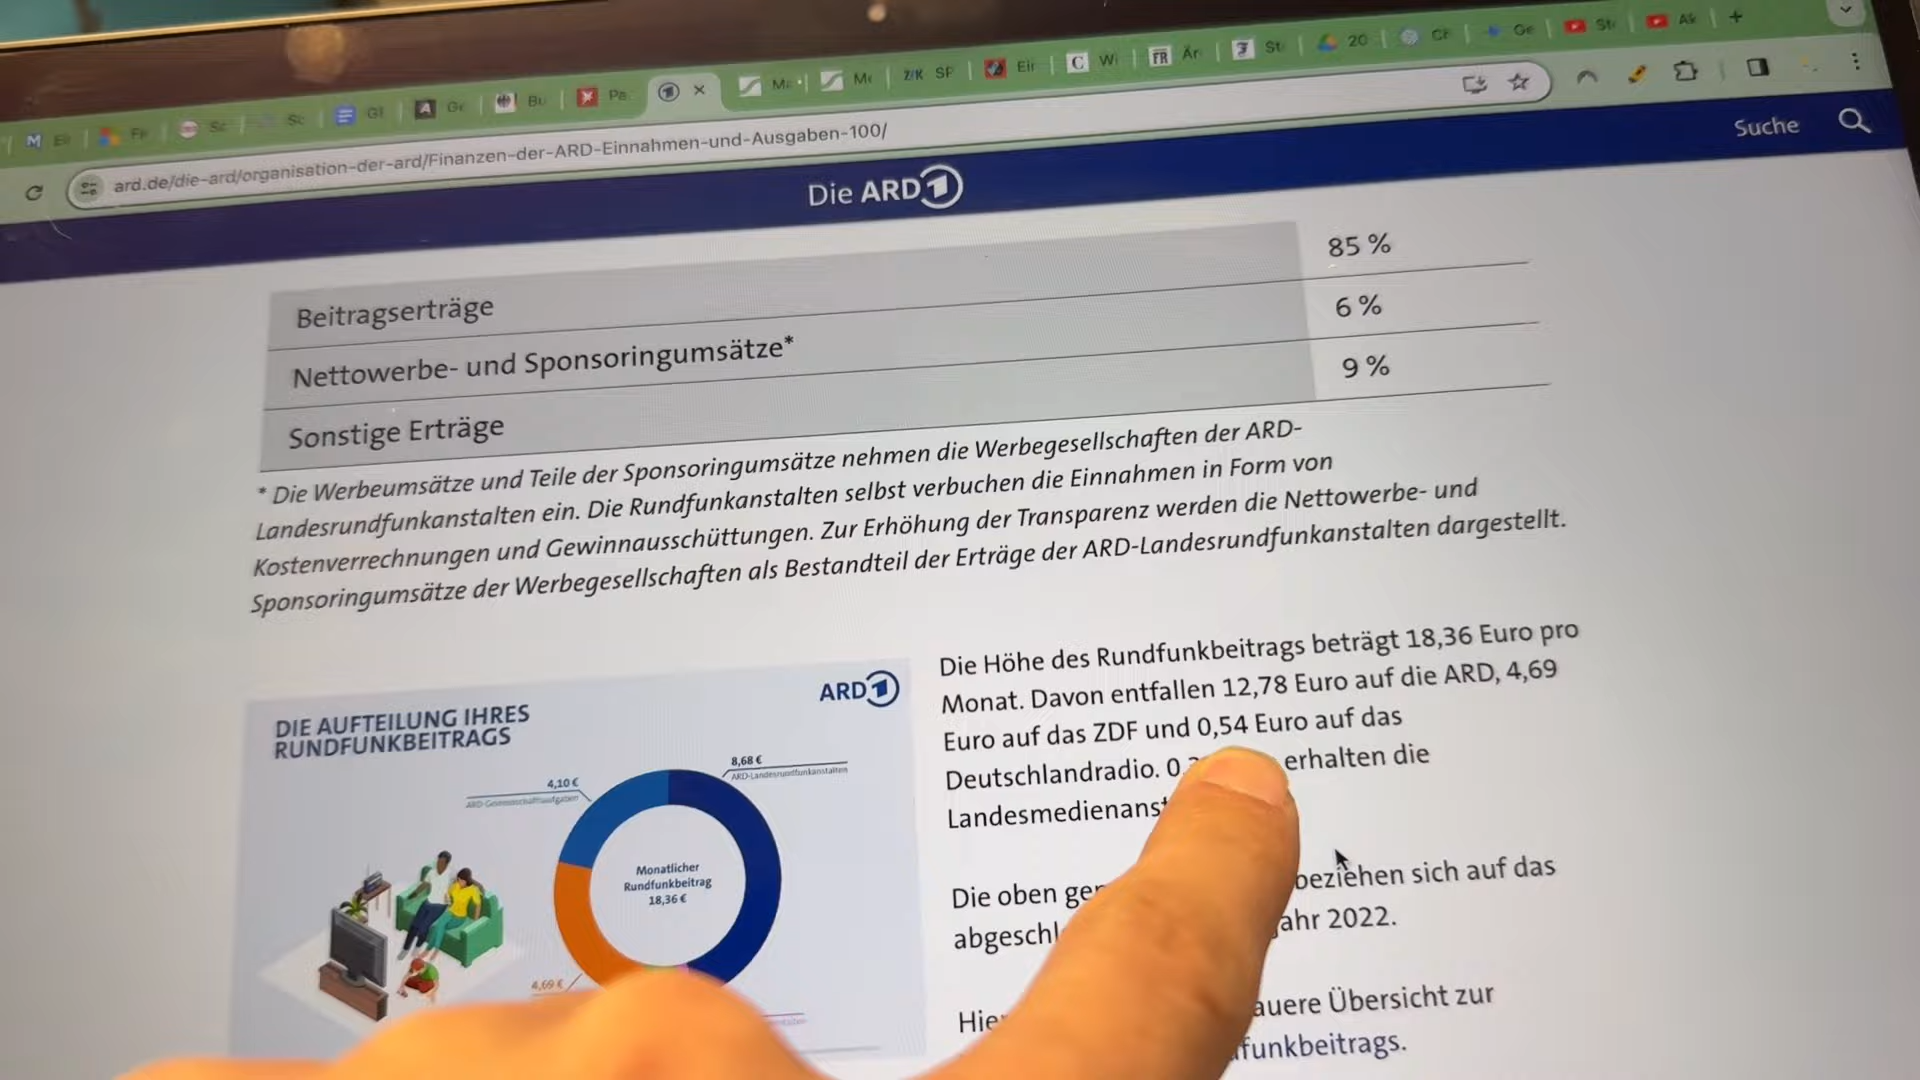 ard.de/die-ard/organisation-der-ard/Finanzen-der-ARD-Einnahmen-und-Ausgaben-100/
Suche
Die ARD 1
Beitragserträge 85 %
Nettowerbe- und Sponsoringumsätze* 6 %
Sonstige Erträge 9 %
* Die Werbeumsätze und Teile der Sponsoringumsätze nehmen die Werbegesellschaften der ARD-
Landesrundfunkanstalten ein. Die Rundfunkanstalten selbst verbuchen die Einnahmen in Form von
Kostenverrechnungen und Gewinnausschüttungen. Zur Erhöhung der Transparenz werden die Nettowerbe- und
Sponsoringumsätze der Werbegesellschaften als Bestandteil der Erträge der ARD-Landesrundfunkanstalten dargestellt.
ARD 1
DIE AUFTEILUNG IHRES
RUNDFUNKBEITRAGS
8,68 €
ARD-Landesrundfunkanstalten
4,10 €
ARD-Gemeinschaftsaufgaben
Monatlicher
Rundfunkbeitrag
18,36 €
4,69 €
Die Höhe des Rundfunkbeitrags beträgt 18,36 Euro pro
Monat. Davon entfallen 12,78 Euro auf die ARD, 4,69
Euro auf das ZDF und 0,54 Euro auf das
Deutschlandradio. erhalten die
Die oben beziehen sich auf das
2022.
Übersicht zur